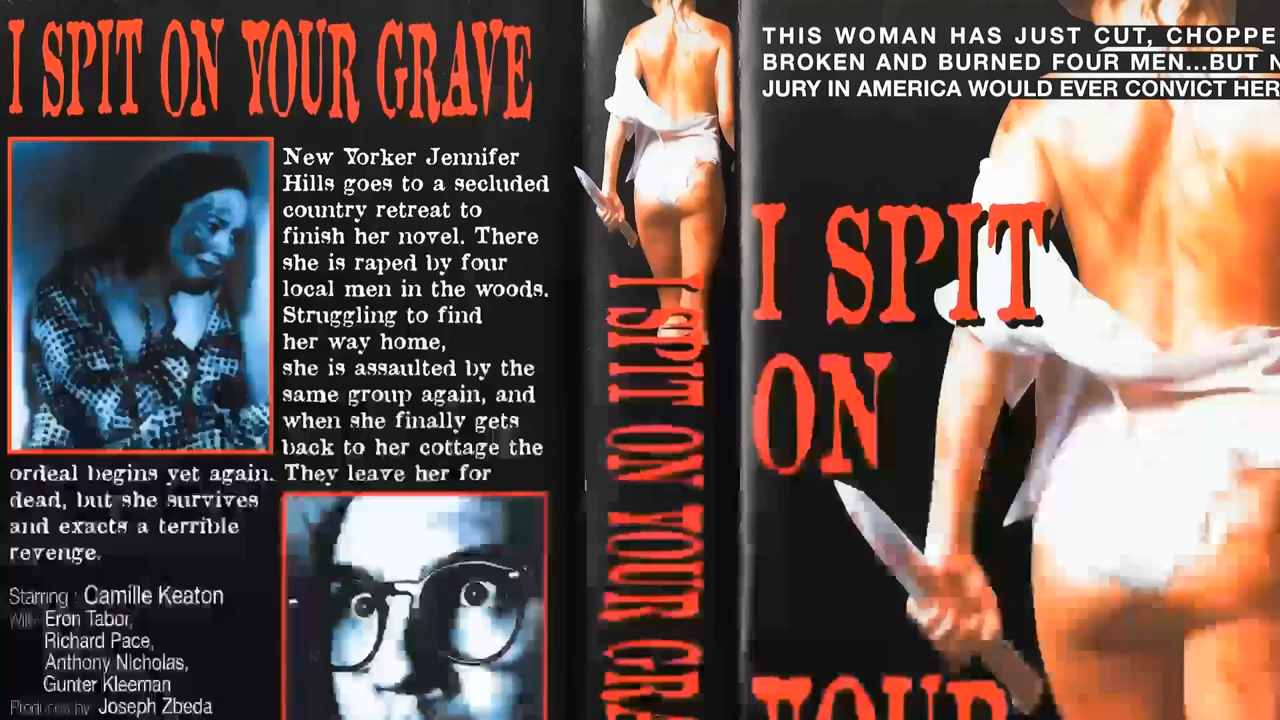 I SPIT ON YOUR GRAVE
New Yorker Jennifer
Hills goes to a secluded
country retreat to
finish her novel. There
she is raped by four
local men in the woods.
Struggling to find
her way home,
she is assaulted by the
same group again, and
when she finally gets
back to her cottage the
ordeal begins yet again. They leave her for
dead, but she survives
and exacts a terrible
revenge.
Starring : Camille Keaton
With Eron Tabor,
Richard Pace,
Anthony Nicholas,
Gunter Kleeman
Produced by Joseph Zbeda
I SPIT ON YOUR GRA
THIS WOMAN HAS JUST CUT, CHOPPE
BROKEN AND BURNED FOUR MEN...BUT N
JURY IN AMERICA WOULD EVER CONVICT HER
I SPIT
ON
YOUR